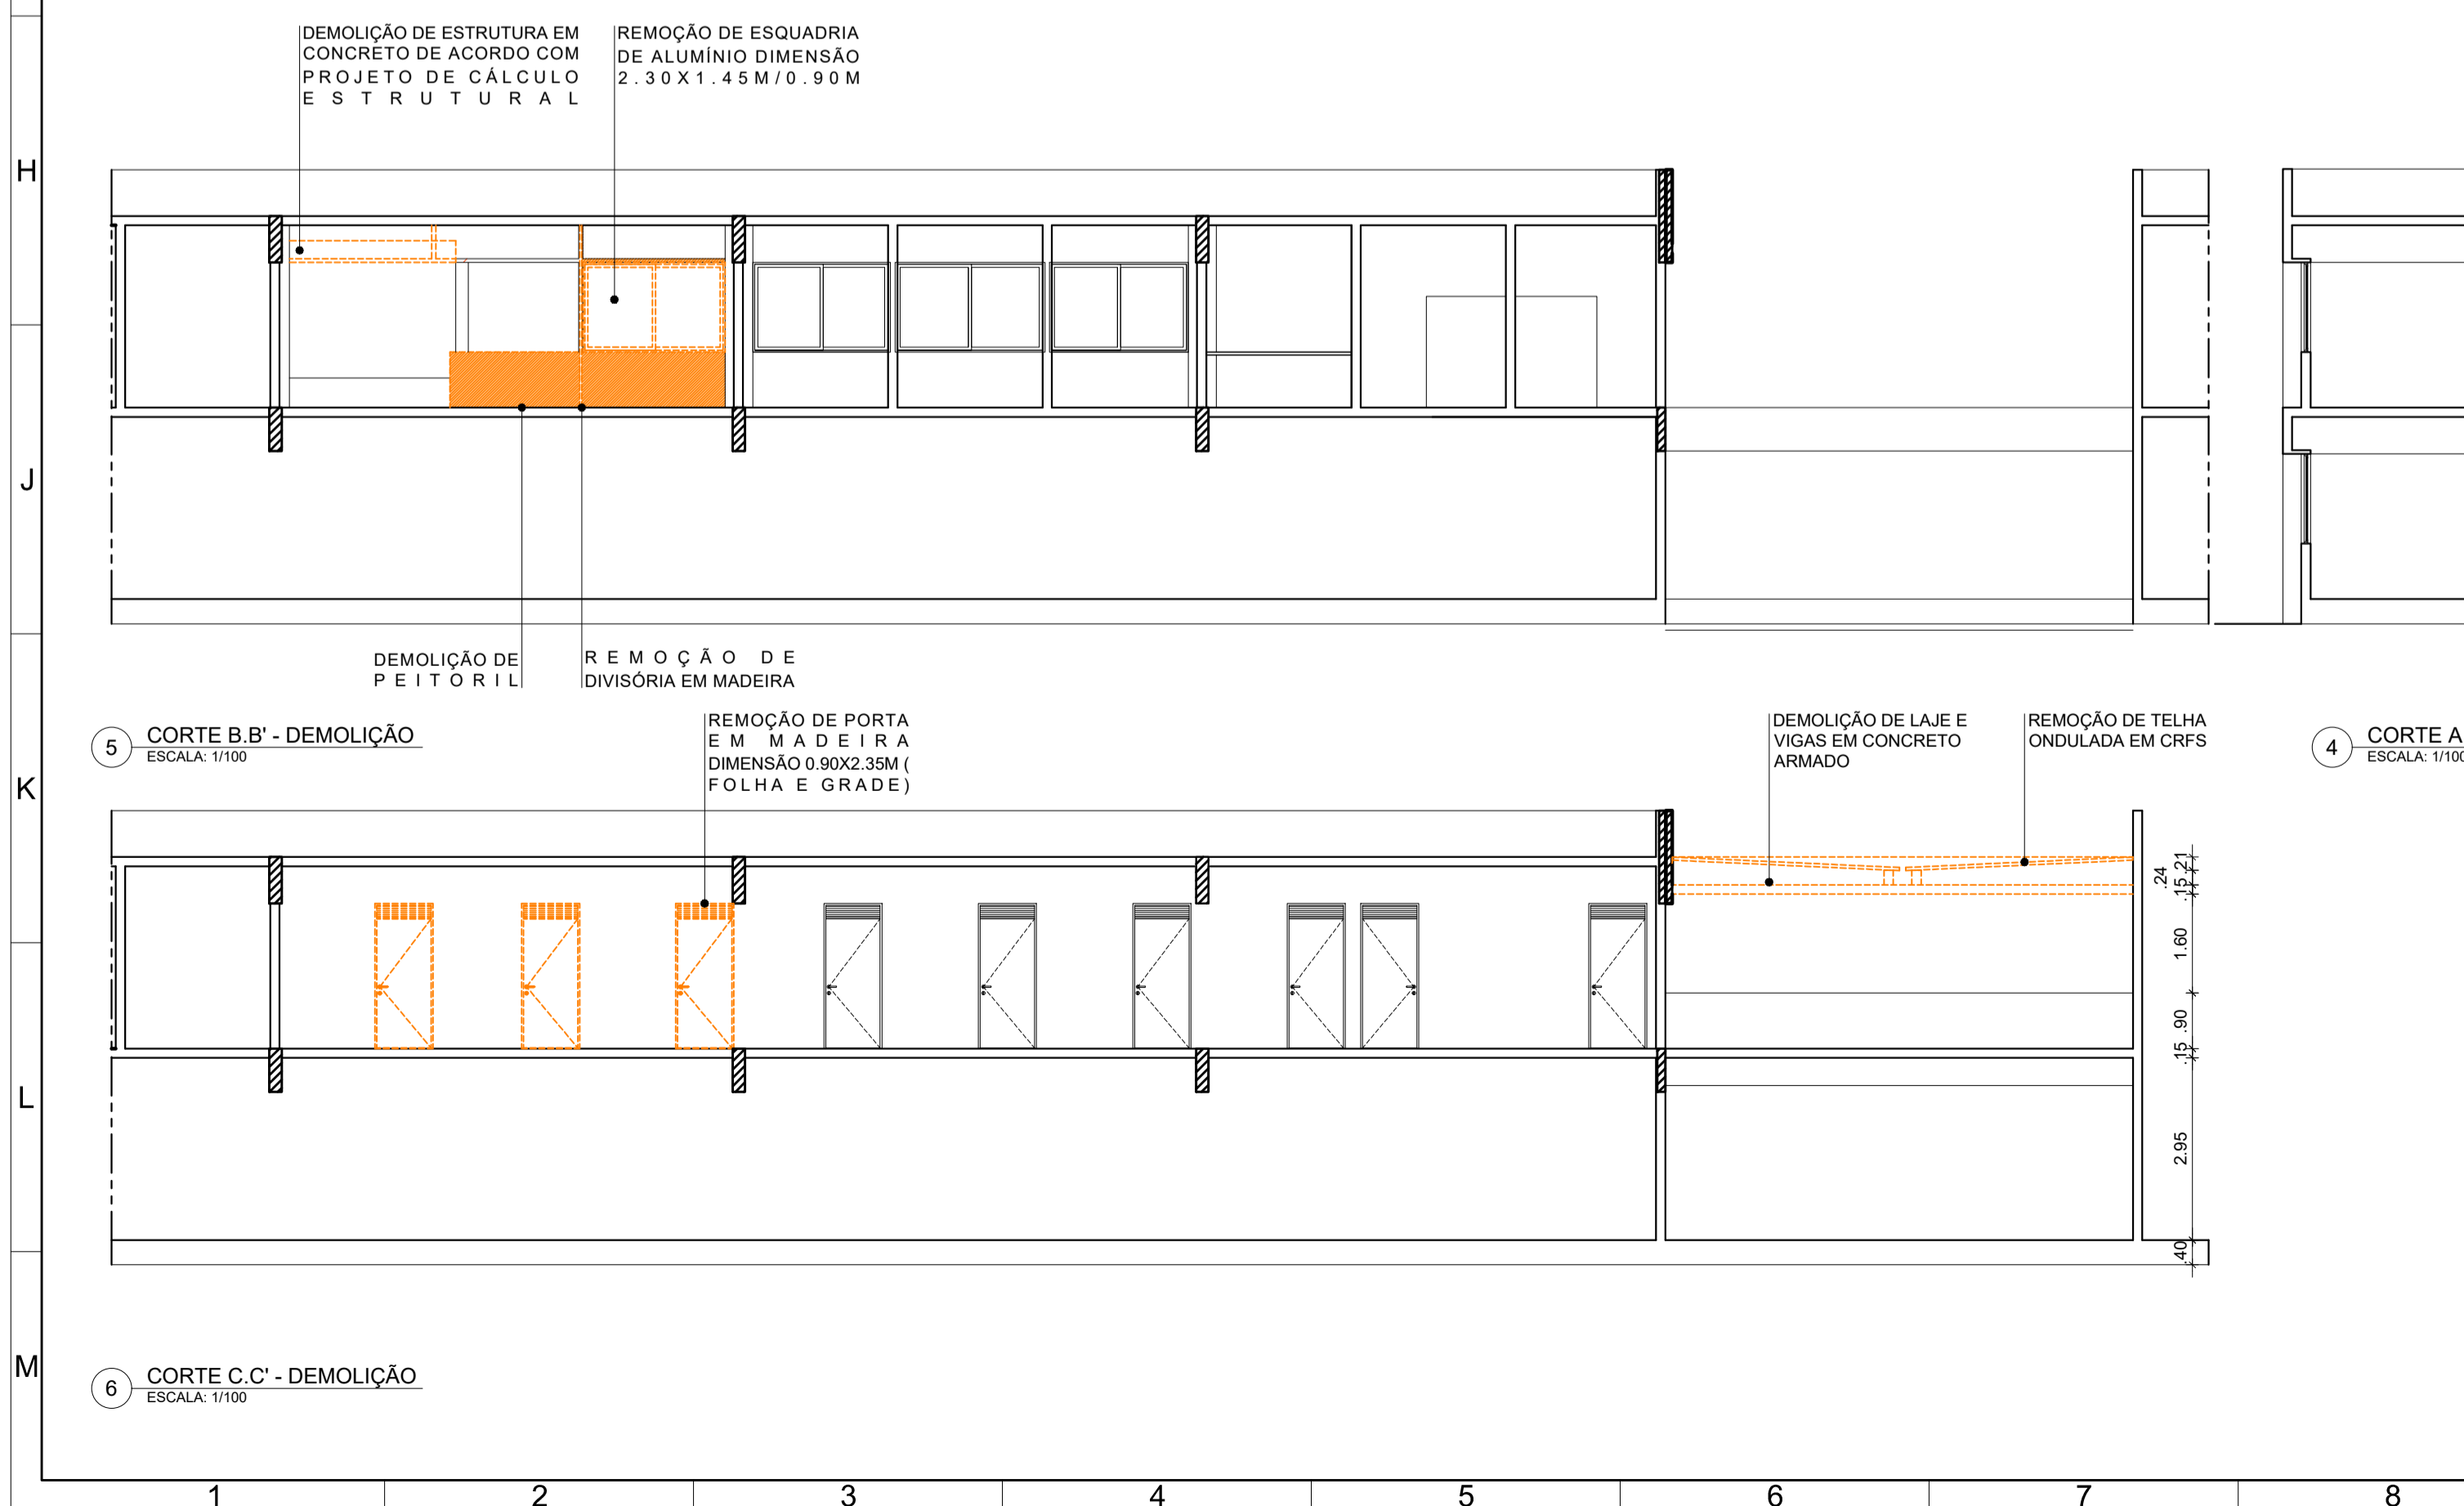 DEMOLIÇÃO DE ESTRUTURA EM
CONCRETO DE ACORDO COM
PROJETO DE CÁLCULO
ESTRUTURAL
REMOÇÃO DE ESQUADRIA
DE ALUMÍNIO DIMENSÃO
2.30X1.45M/0.90M
H
J
DEMOLIÇÃO DE
PEITORIL
REMOÇÃO DE
DIVISÓRIA EM MADEIRA
5
CORTE B.B' - DEMOLIÇÃO
ESCALA: 1/100
REMOÇÃO DE PORTA
EM MADEIRA
DIMENSÃO 0.90X2.35M (
FOLHA E GRADE)
DEMOLIÇÃO DE LAJE E
VIGAS EM CONCRETO
ARMADO
REMOÇÃO DE TELHA
ONDULADA EM CRFS
4
CORTE A
ESCALA: 1/100
K
.21
.24
.15
1.60
.90
.15
L
2.95
.40
M
6
CORTE C.C' - DEMOLIÇÃO
ESCALA: 1/100
1
2
3
4
5
6
7
8